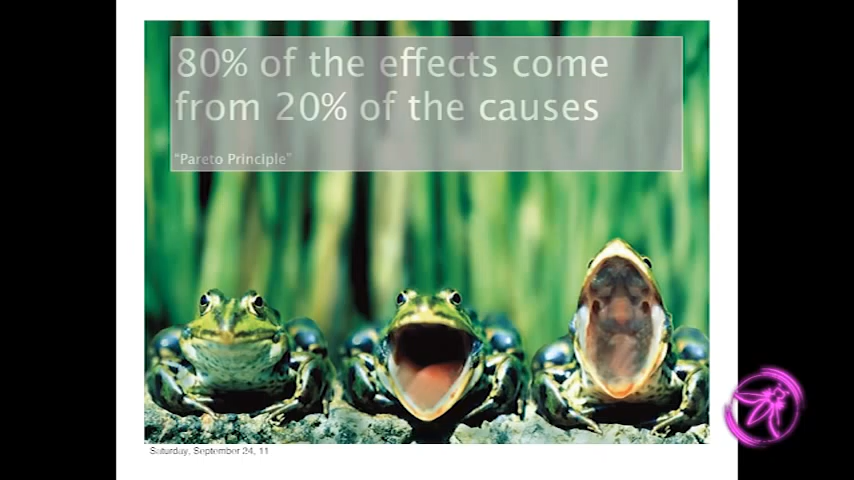 80% of the effects come
from 20% of the causes
“Pareto Principle”
Saturday, September 24, 11